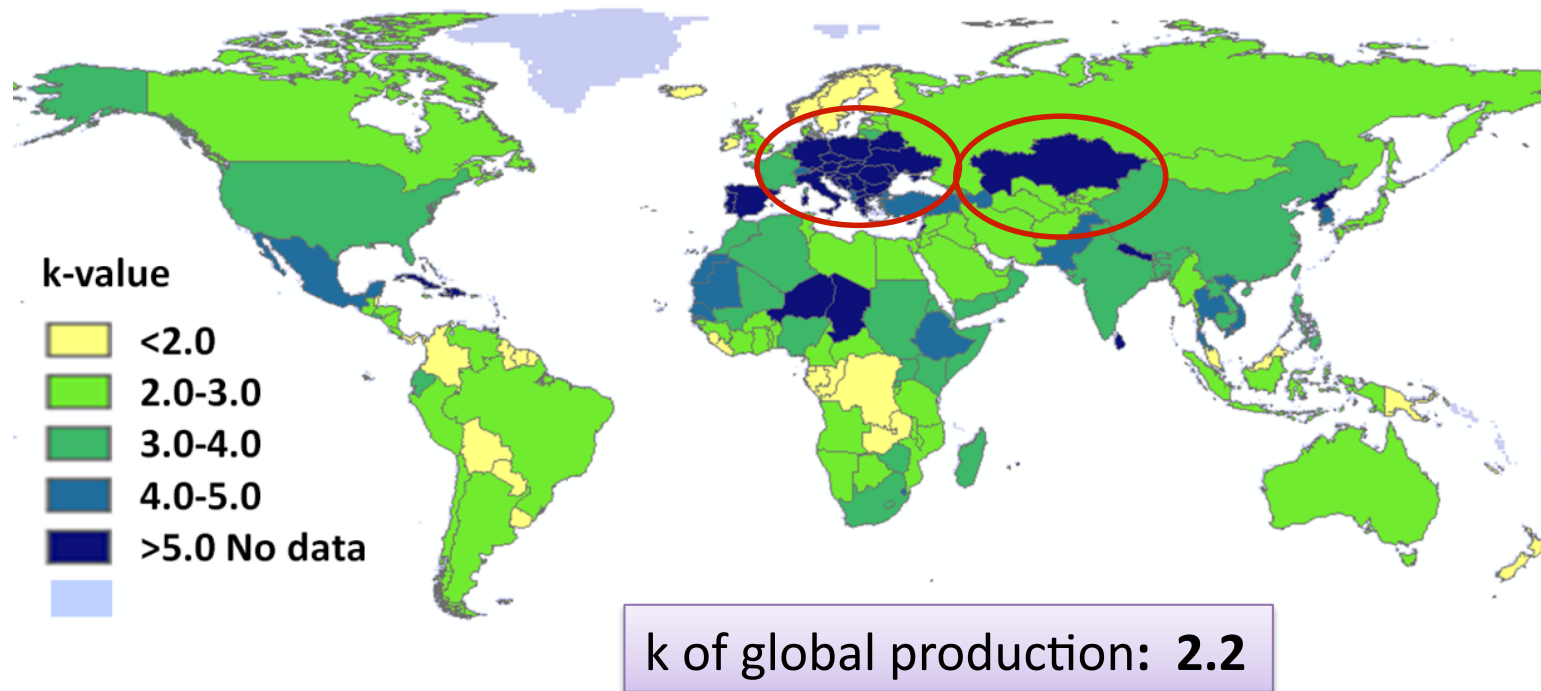 k-value
<2.0
2.0-3.0
3.0-4.0
4.0-5.0
>5.0 No data
k of global production: 2.2